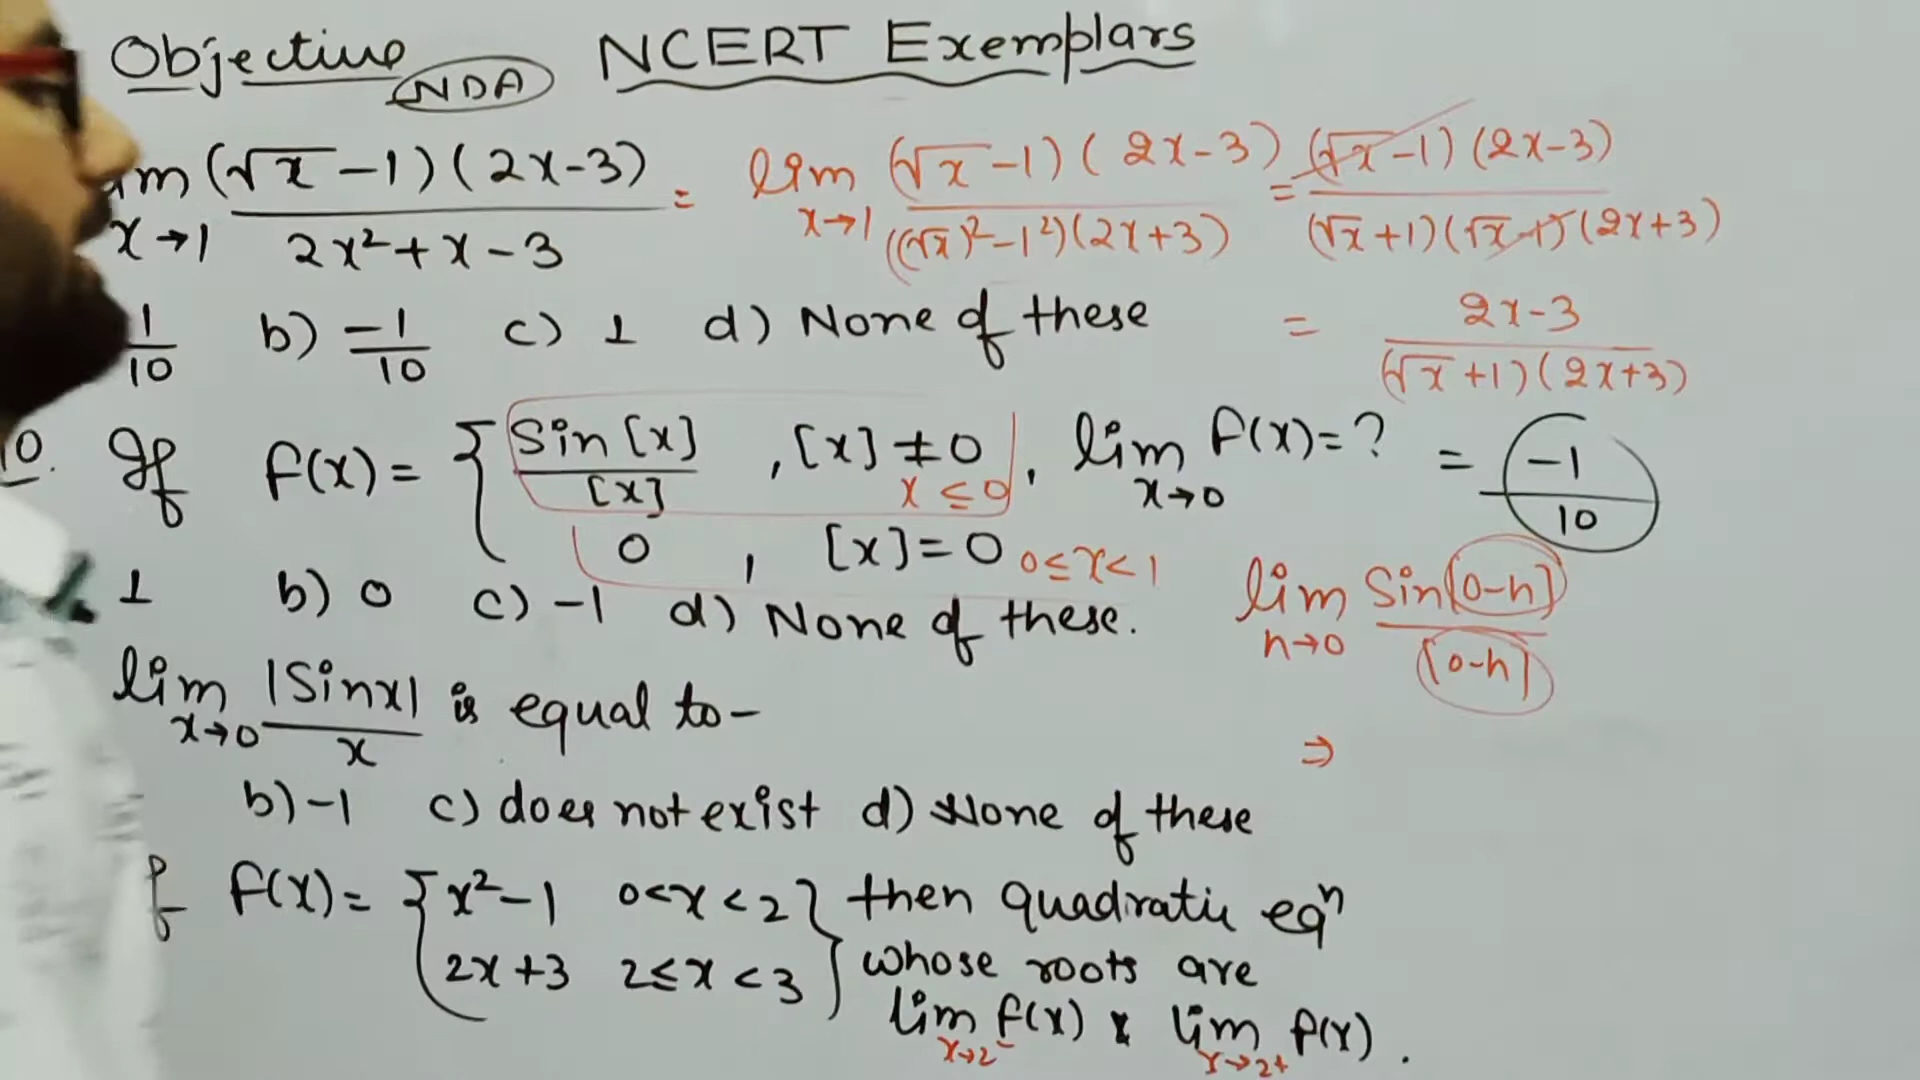 Objective NDA NCERT Exemplars
im (√x -1)(2x-3) / 2x²+x-3 = lim x→1 (√x-1)(2x-3) / ((√x)²-1²)(2x+3) = (√x-1)(2x-3) / (√x+1)(√x-1)(2x+3)
x→1
1/10 b) -1/10 c) 1 d) None of these = 2x-3 / (√x+1)(2x+3)
10. If f(x) = { Sin[x] / [x] , [x] ≠ 0 x ≤ 0 , lim x→0 f(x) = ? = -1/10
0 , [x] = 0 0≤x<1
1 b) 0 c) -1 d) None of these. lim h→0 Sin[0-h] / [0-h]
lim x→0 |Sinx| / x is equal to-
⇒
b) -1 c) does not exist d) None of these
If f(x) = { x²-1 0<x<2 } then quadratic eqn
2x+3 2≤x<3 whose roots are
lim x→2⁻ f(x) & lim x→2+ f(x).